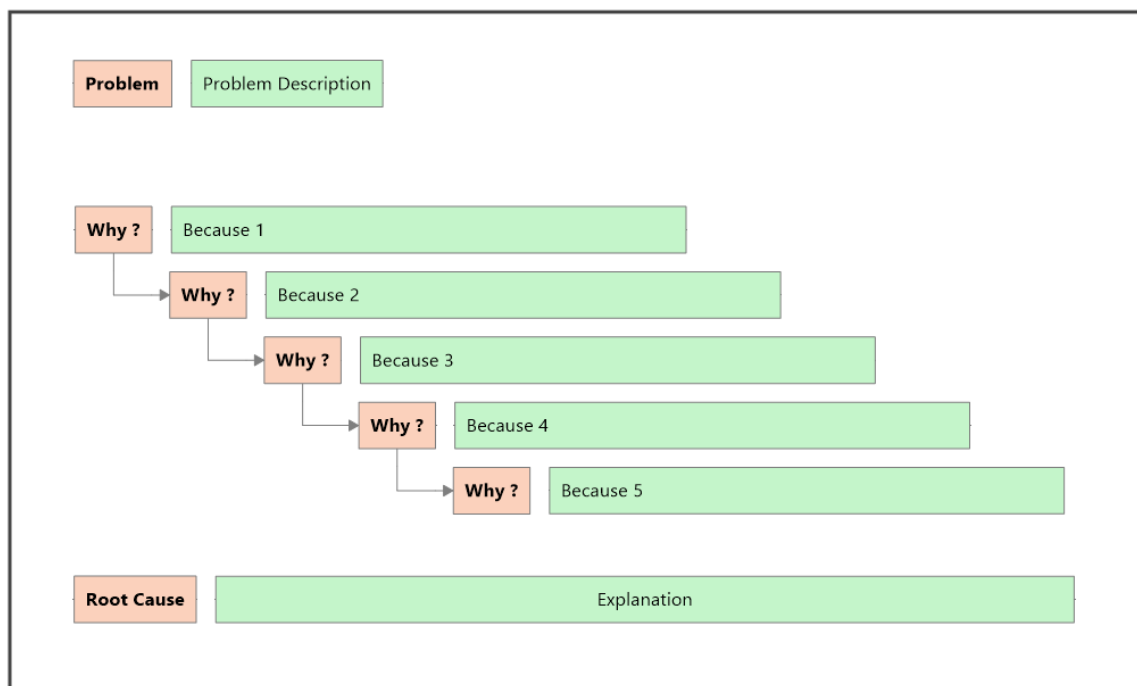 Problem Problem Description
Why ? Because 1
Why ? Because 2
Why ? Because 3
Why ? Because 4
Why ? Because 5
Root Cause Explanation